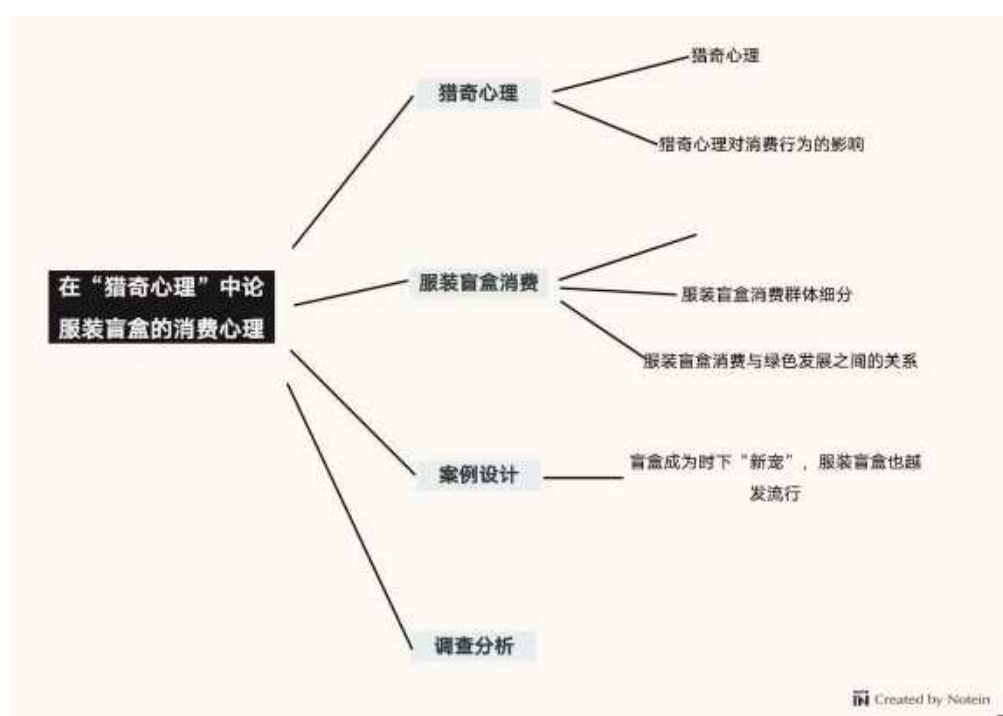 在“猎奇心理”中论
服装盲盒的消费心理
猎奇心理
猎奇心理
猎奇心理对消费行为的影响
服装盲盒消费
服装盲盒消费群体细分
服装盲盒消费与绿色发展之间的关系
案例设计
盲盒成为时下“新宠”，服装盲盒也越
发流行
调查分析
Created by Notein